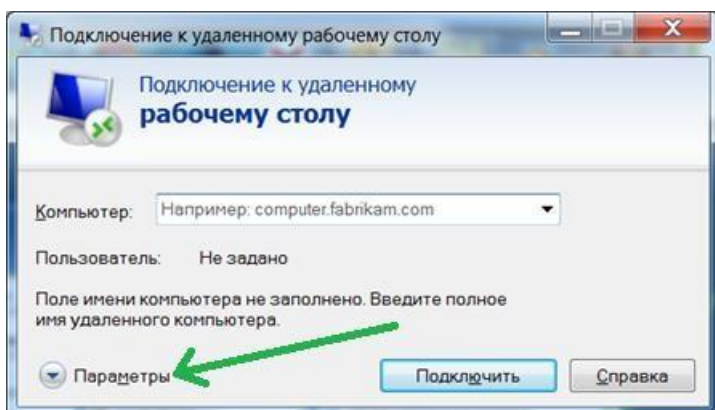 Подключение к удаленному рабочему столу
Подключение к удаленному
рабочему столу
Компьютер: Например: computer.fabrikam.com
Пользователь: Не задано
Поле имени компьютера не заполнено. Введите полное
имя удаленного компьютера.
Параметры Подключить Справка